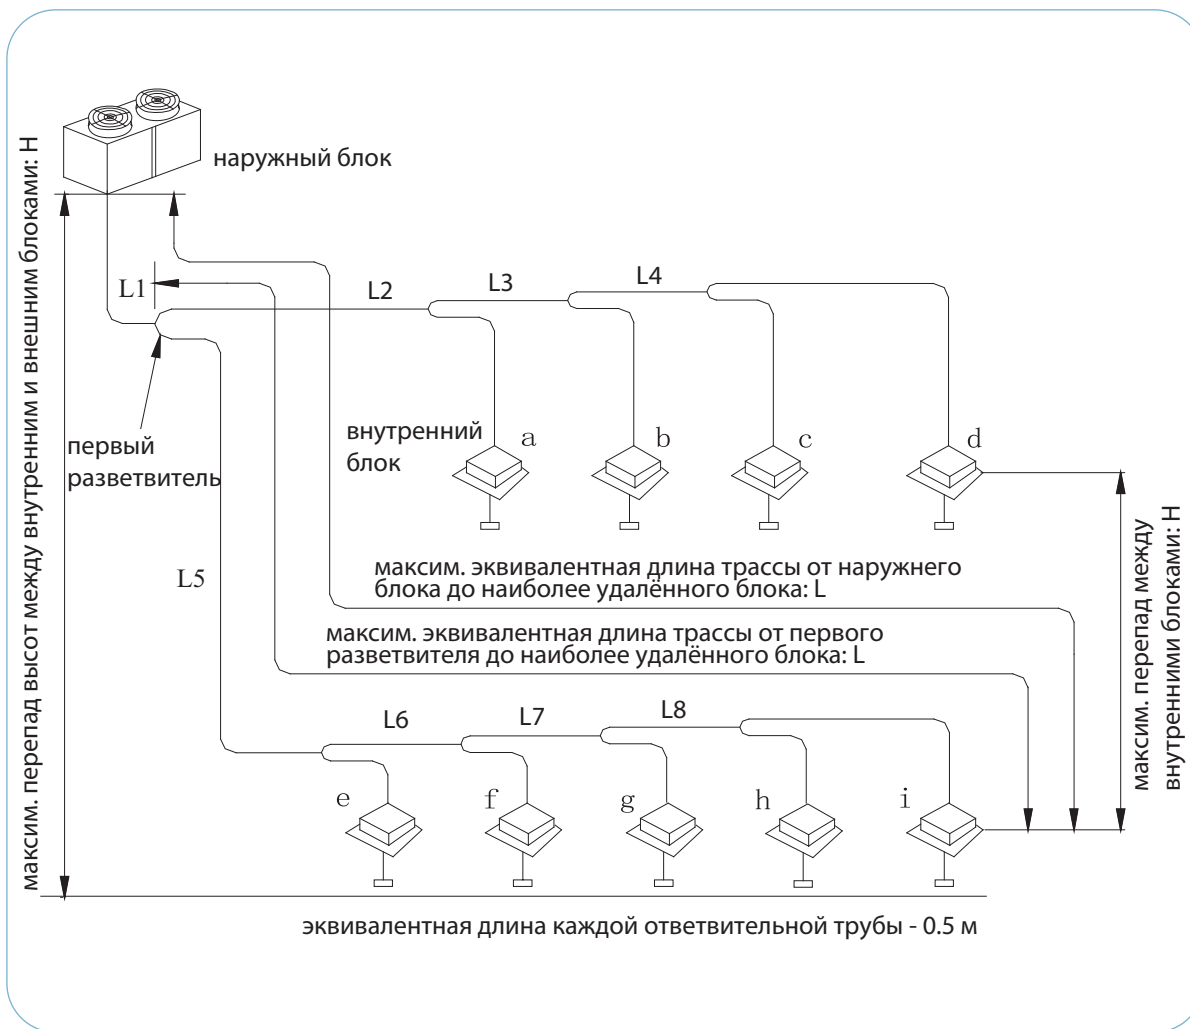 наружный блок
максим. перепад высот между внутренним и внешним блоками: H
L1
L2
L3
L4
первый
разветвитель
внутренний
блок
a
b
c
d
L5
максим. эквивалентная длина трассы от наружнего
блока до наиболее удалённого блока: L
максим. эквивалентная длина трассы от первого
разветвителя до наиболее удалённого блока: L
максим. перепад между
внутренними блоками: H
L6
L7
L8
e
f
g
h
i
эквивалентная длина каждой ответвительной трубы - 0.5 м